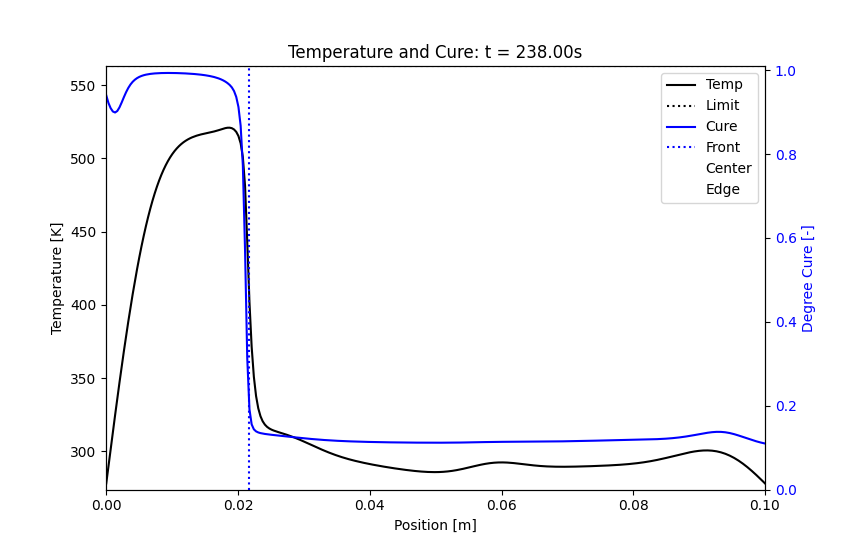 Temperature and Cure: t = 238.00s
Temperature [K]
550
500
450
400
350
300
0.00
0.02
0.04
0.06
0.08
0.10
Position [m]
1.0
0.8
0.6
0.4
0.2
0.0
Degree Cure [-]
Temp
Limit
Cure
Front
Center
Edge